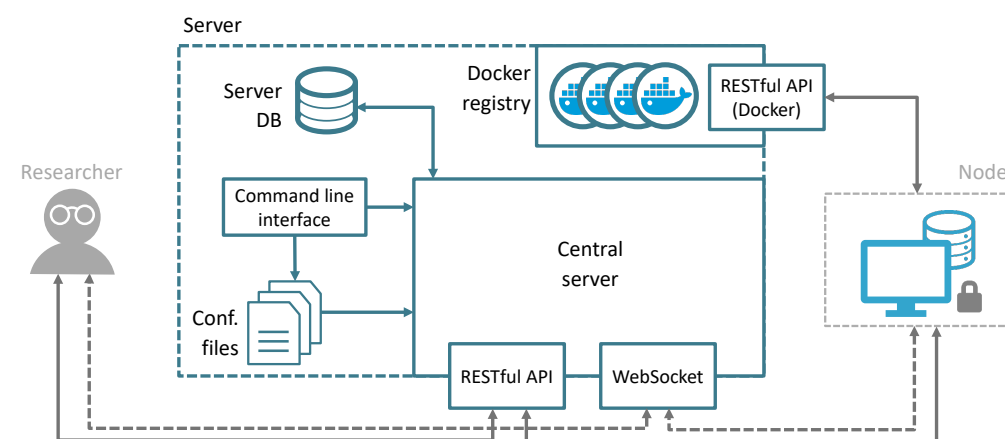 Server
Server
DB
Docker
registry
RESTful API
(Docker)
Researcher
Node
Command line
interface
Central
server
Conf.
files
RESTful API
WebSocket